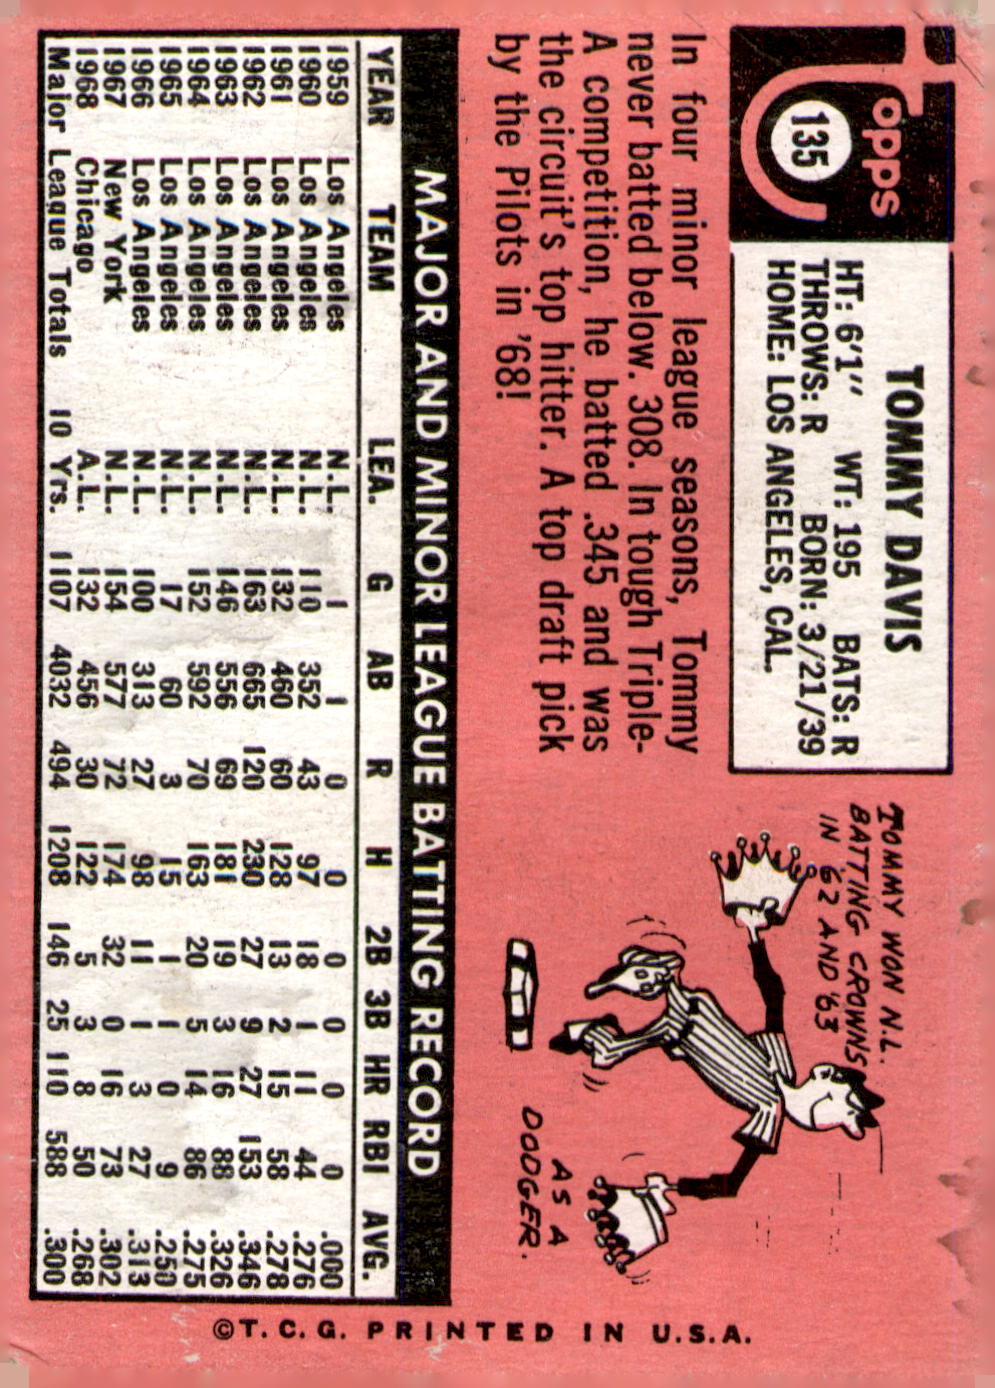 Topps
135
TOMMY DAVIS
HT: 6'1" WT: 195 BATS: R
THROWS: R BORN: 3/21/39
HOME: LOS ANGELES, CAL.
In four minor league seasons, Tommy
never batted below. 308. In tough Triple-
A competition, he batted .345 and was
the circuit's top hitter. A top draft pick
by the Pilots in '68!
TOMMY WON N.L.
BATTING CROWNS
IN '62 AND '63
AS A
DODGER.
MAJOR AND MINOR LEAGUE BATTING RECORD
YEAR TEAM LEA. G AB R H 2B 3B HR RBI AVG.
1959 Los Angeles N.L. 1 1 0 0 0 0 0 0 .000
1960 Los Angeles N.L. 110 352 43 97 18 1 11 44 .276
1961 Los Angeles N.L. 132 460 60 128 13 2 15 58 .278
1962 Los Angeles N.L. 163 665 120 230 27 9 27 153 .346
1963 Los Angeles N.L. 146 556 69 181 19 3 16 88 .326
1964 Los Angeles N.L. 152 592 70 163 20 5 14 86 .275
1965 Los Angeles N.L. 17 60 3 15 1 1 0 9 .250
1966 Los Angeles N.L. 100 313 27 98 11 1 3 27 .313
1967 New York N.L. 154 577 72 174 32 0 16 73 .302
1968 Chicago A.L. 132 456 30 122 5 3 8 50 .268
Major League Totals 10 Yrs. 1107 4032 494 1208 146 25 110 588 .300
©T.C.G. PRINTED IN U.S.A.